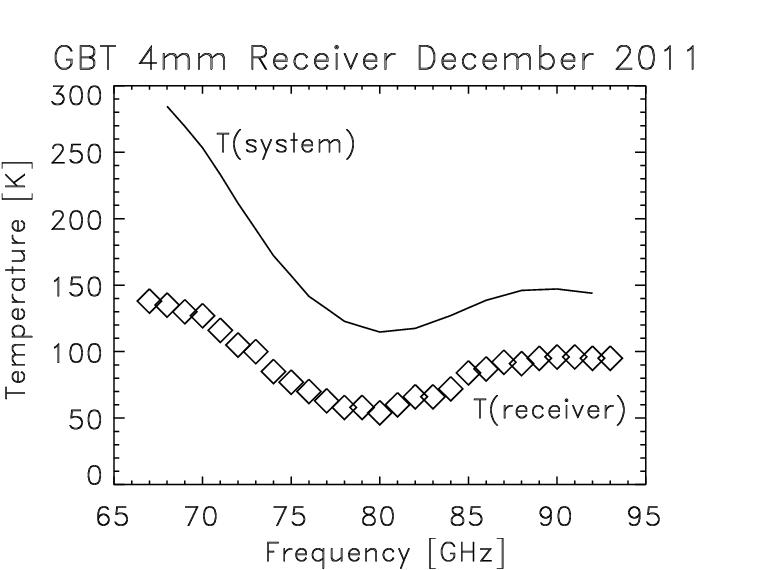 GBT 4mm Receiver December 2011
300
250
200
150
100
50
0
Temperature [K]
T(system)
T(receiver)
65 70 75 80 85 90 95
Frequency [GHz]